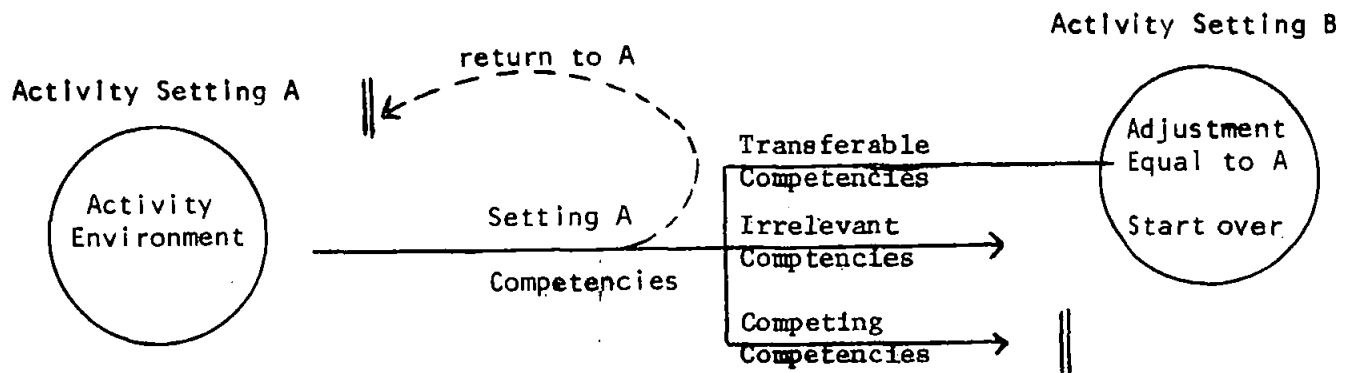 Activity Setting B
return to A
Activity Setting A
Adjustment
Equal to A
Start over
Transferable
Competencies
Activity
Environment
Setting A
Competencies
Irrelevant
Comptencies
Competing
Competencies